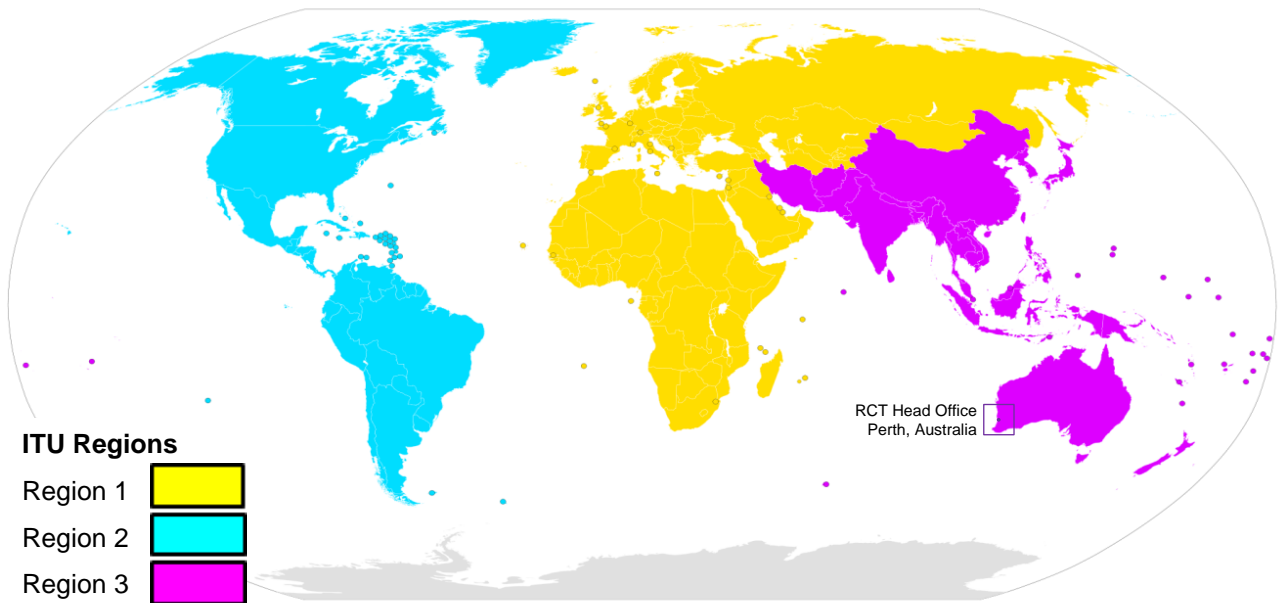 RCT Head Office
Perth, Australia
ITU Regions
Region 1
Region 2
Region 3